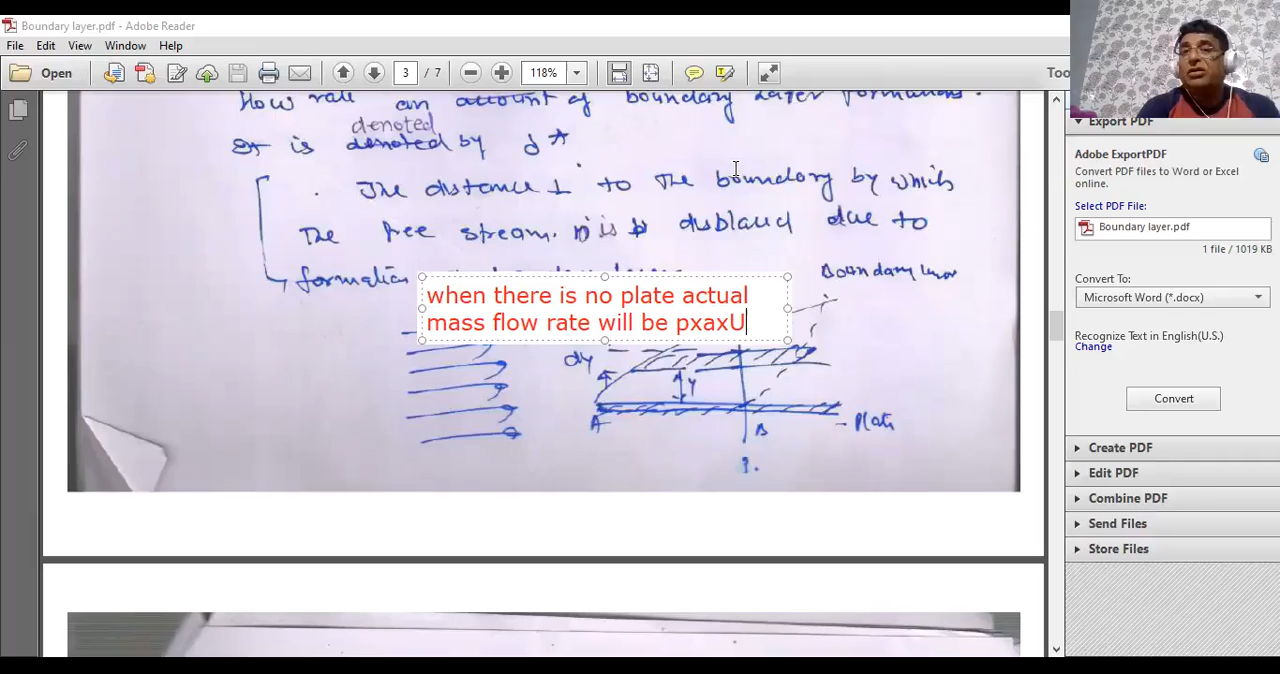 Boundary layer.pdf - Adobe Reader
File Edit View Window Help
Open 3 / 7 118% Too
flow rate on amount of boundary layer formation.
denoted
It is denoted by δ*
The distance ⊥ to the boundary by which
the free stream is displaced due to
formation
Boundary layer
when there is no plate actual
mass flow rate will be pxaxU
dy
Y
A
B
- Plate
1.
Export PDF
Adobe ExportPDF
Convert PDF files to Word or Excel
online.
Select PDF File:
Boundary layer.pdf
1 file / 1019 KB
Convert To:
Microsoft Word (*.docx)
Recognize Text in English(U.S.)
Change
Convert
Create PDF
Edit PDF
Combine PDF
Send Files
Store Files